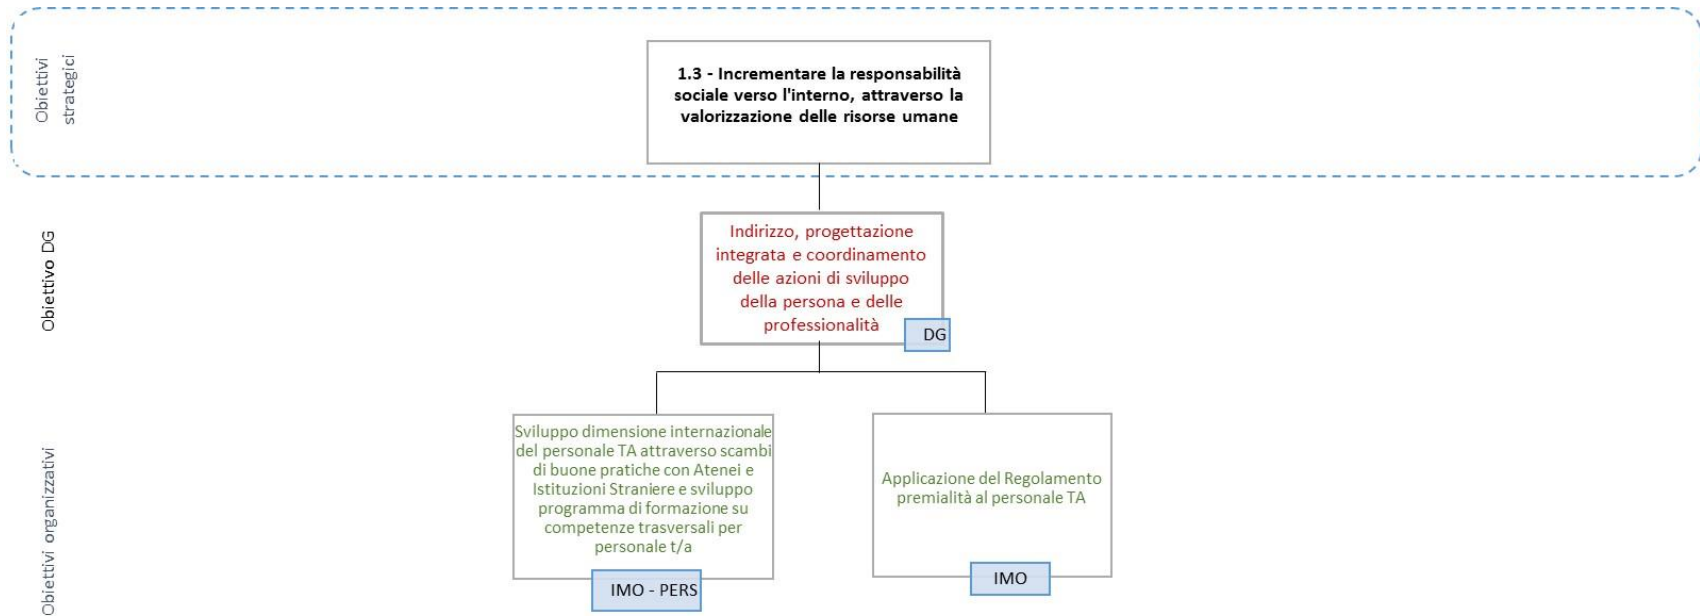 Obiettivi
strategici
1.3 - Incrementare la responsabilità
sociale verso l'interno, attraverso la
valorizzazione delle risorse umane
Obiettivo DG
Indirizzo, progettazione
integrata e coordinamento
delle azioni di sviluppo
della persona e delle
professionalità
DG
Obiettivi organizzativi
Sviluppo dimensione internazionale
del personale TA attraverso scambi
di buone pratiche con Atenei e
Istituzioni Straniere e sviluppo
programma di formazione su
competenze trasversali per
personale t/a
IMO - PERS
Applicazione del Regolamento
premialità al personale TA
IMO